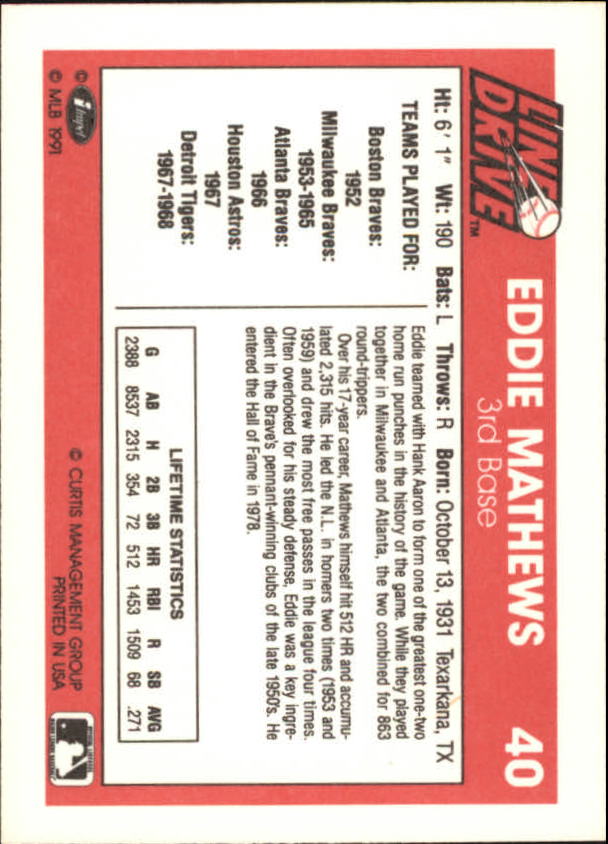 LINE DRIVE™
EDDIE MATHEWS
3rd Base
40
Ht: 6' 1" Wt: 190 Bats: L Throws: R Born: October 13, 1931 Texarkana, TX
TEAMS PLAYED FOR:
Boston Braves:
1952
Milwaukee Braves:
1953-1965
Atlanta Braves:
1966
Houston Astros:
1967
Detroit Tigers:
1967-1968
Eddie teamed with Hank Aaron to form one of the greatest one-two
home run punches in the history of the game. While they played
together in Milwaukee and Atlanta, the two combined for 863
round-trippers.
Over his 17-year career, Mathews himself hit 512 HR and accumu-
lated 2,315 hits. He led the N.L. in homers two times (1953 and
1959) and drew the most free passes in the league four times.
Often overlooked for his steady defense, Eddie was a key ingre-
dient in the Brave's pennant-winning clubs of the late 1950's. He
entered the Hall of Fame in 1978.
LIFETIME STATISTICS
G AB H 2B 3B HR RBI R SB AVG
2388 8537 2315 354 72 512 1453 1509 68 .271
© impel
© MLB 1991
© CURTIS MANAGEMENT GROUP
PRINTED IN USA